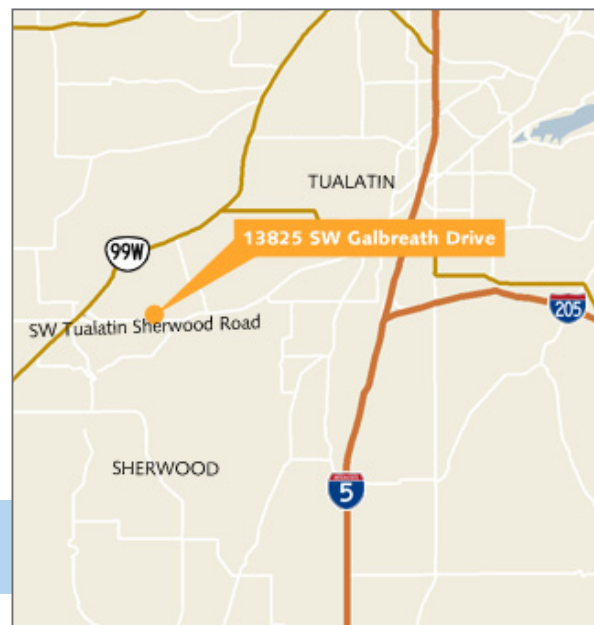 TUALATIN
13825 SW Galbreath Drive
99W
205
SW Tualatin Sherwood Road
SHERWOOD
5